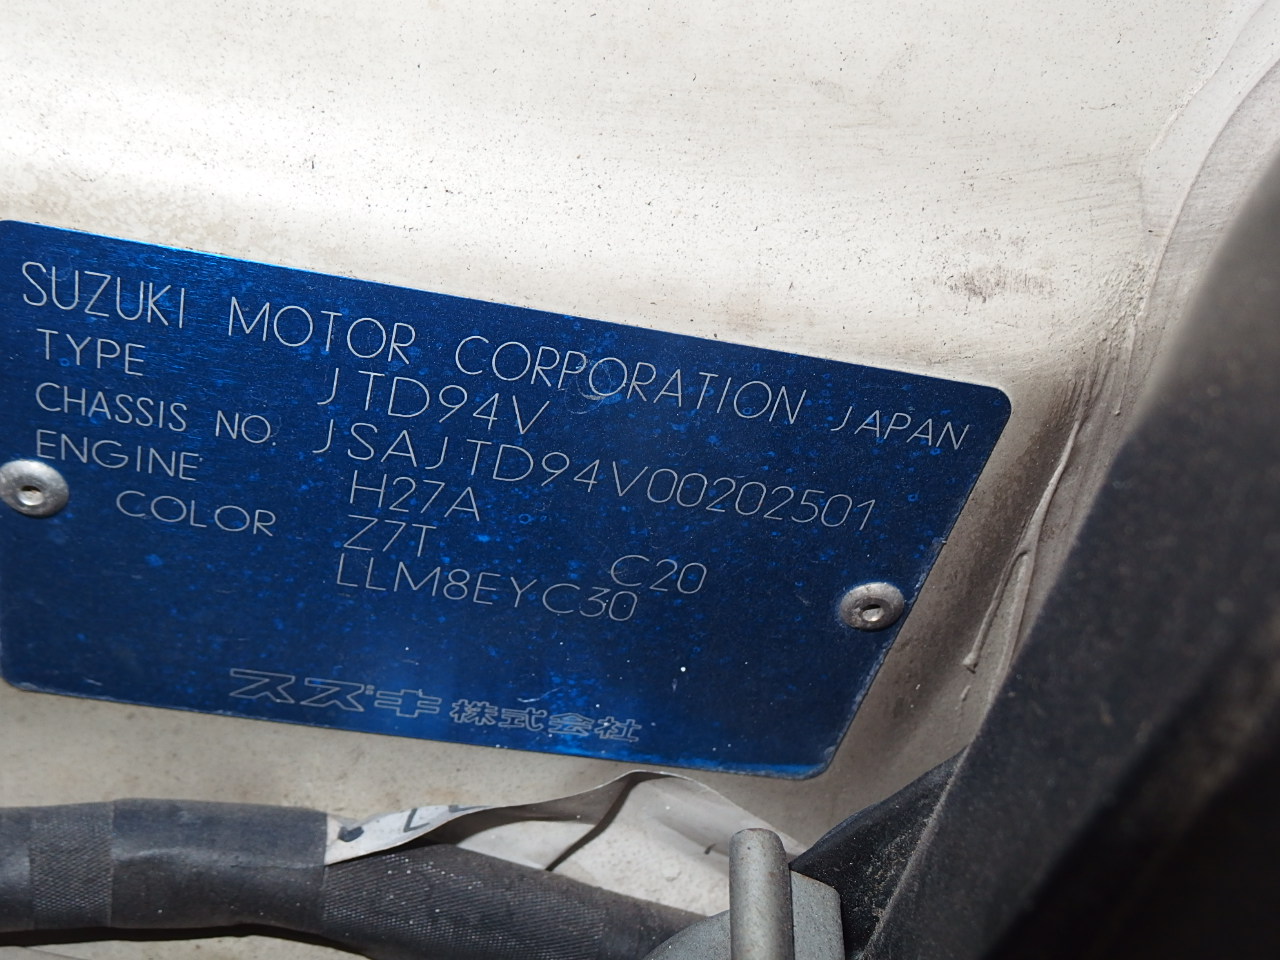 SUZUKI MOTOR CORPORATION JAPAN
TYPE JTD94V
CHASSIS NO. JSAJTD94V00202501
ENGINE H27A
COLOR Z7T C20
LLM8EYC30
スズキ株式会社